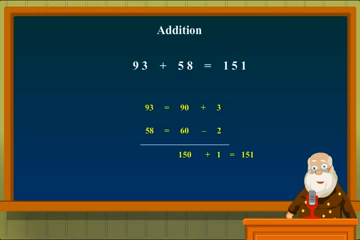 Addition
93 + 58 = 151
93 = 90 + 3
58 = 60 – 2
150 + 1 = 151